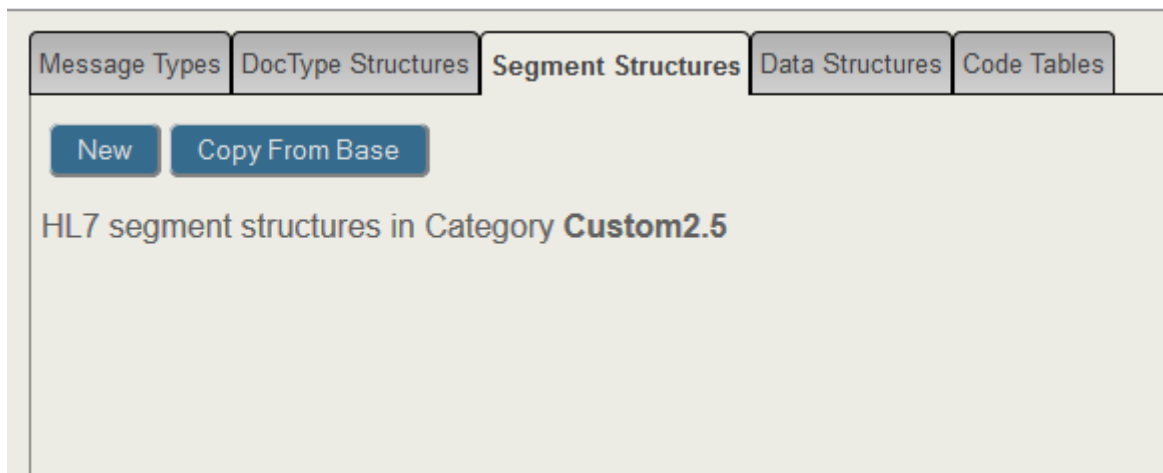 Message Types DocType Structures Segment Structures Data Structures Code Tables
New Copy From Base
HL7 segment structures in Category Custom2.5